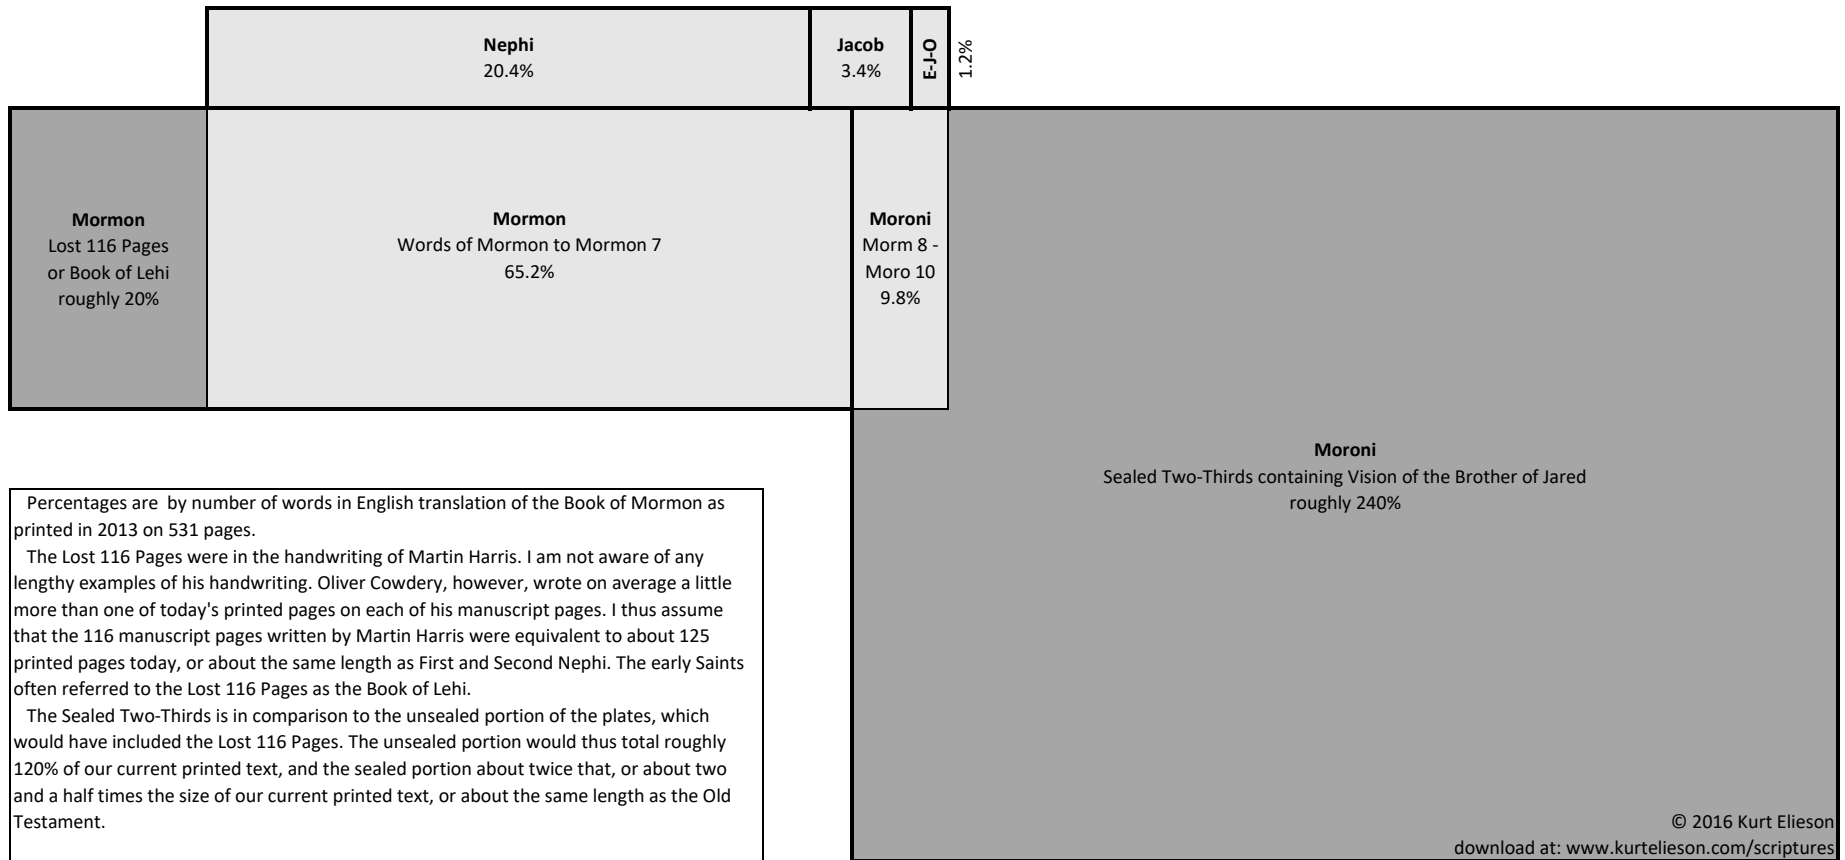 Nephi
20.4%
Jacob
3.4%
E-J-O
1.2%
Mormon
Lost 116 Pages
or Book of Lehi
roughly 20%
Mormon
Words of Mormon to Mormon 7
65.2%
Moroni
Morm 8 -
Moro 10
9.8%
Moroni
Sealed Two-Thirds containing Vision of the Brother of Jared
roughly 240%
Percentages are  by number of words in English translation of the Book of Mormon as
printed in 2013 on 531 pages.
The Lost 116 Pages were in the handwriting of Martin Harris. I am not aware of any
lengthy examples of his handwriting. Oliver Cowdery, however, wrote on average a little
more than one of today's printed pages on each of his manuscript pages. I thus assume
that the 116 manuscript pages written by Martin Harris were equivalent to about 125
printed pages today, or about the same length as First and Second Nephi. The early Saints
often referred to the Lost 116 Pages as the Book of Lehi.
The Sealed Two-Thirds is in comparison to the unsealed portion of the plates, which
would have included the Lost 116 Pages. The unsealed portion would thus total roughly
120% of our current printed text, and the sealed portion about twice that, or about two
and a half times the size of our current printed text, or about the same length as the Old
Testament.
© 2016 Kurt Elieson
download at: www.kurtelieson.com/scriptures